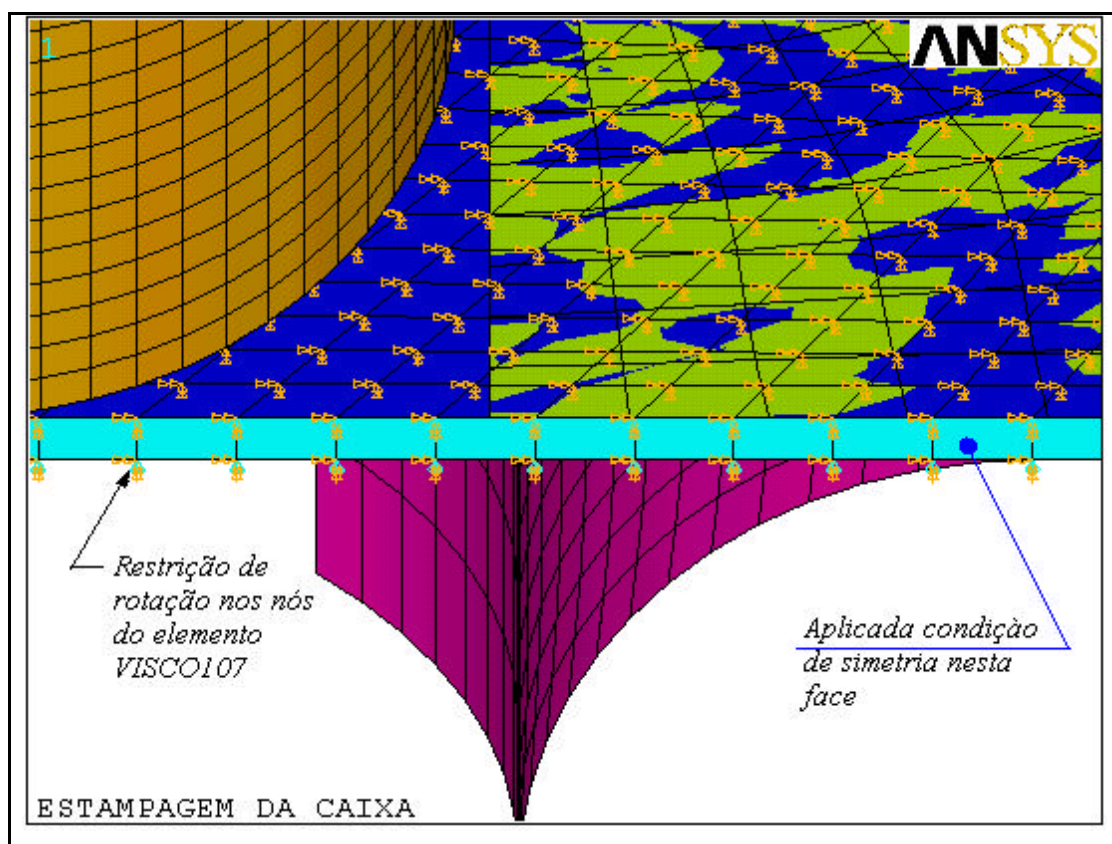 1
ANSYS
Restrição de
rotação nos nós
do elemento
VISCO107
Aplicada condição
de simetria nesta
face
ESTAMPAGEM DA CAIXA